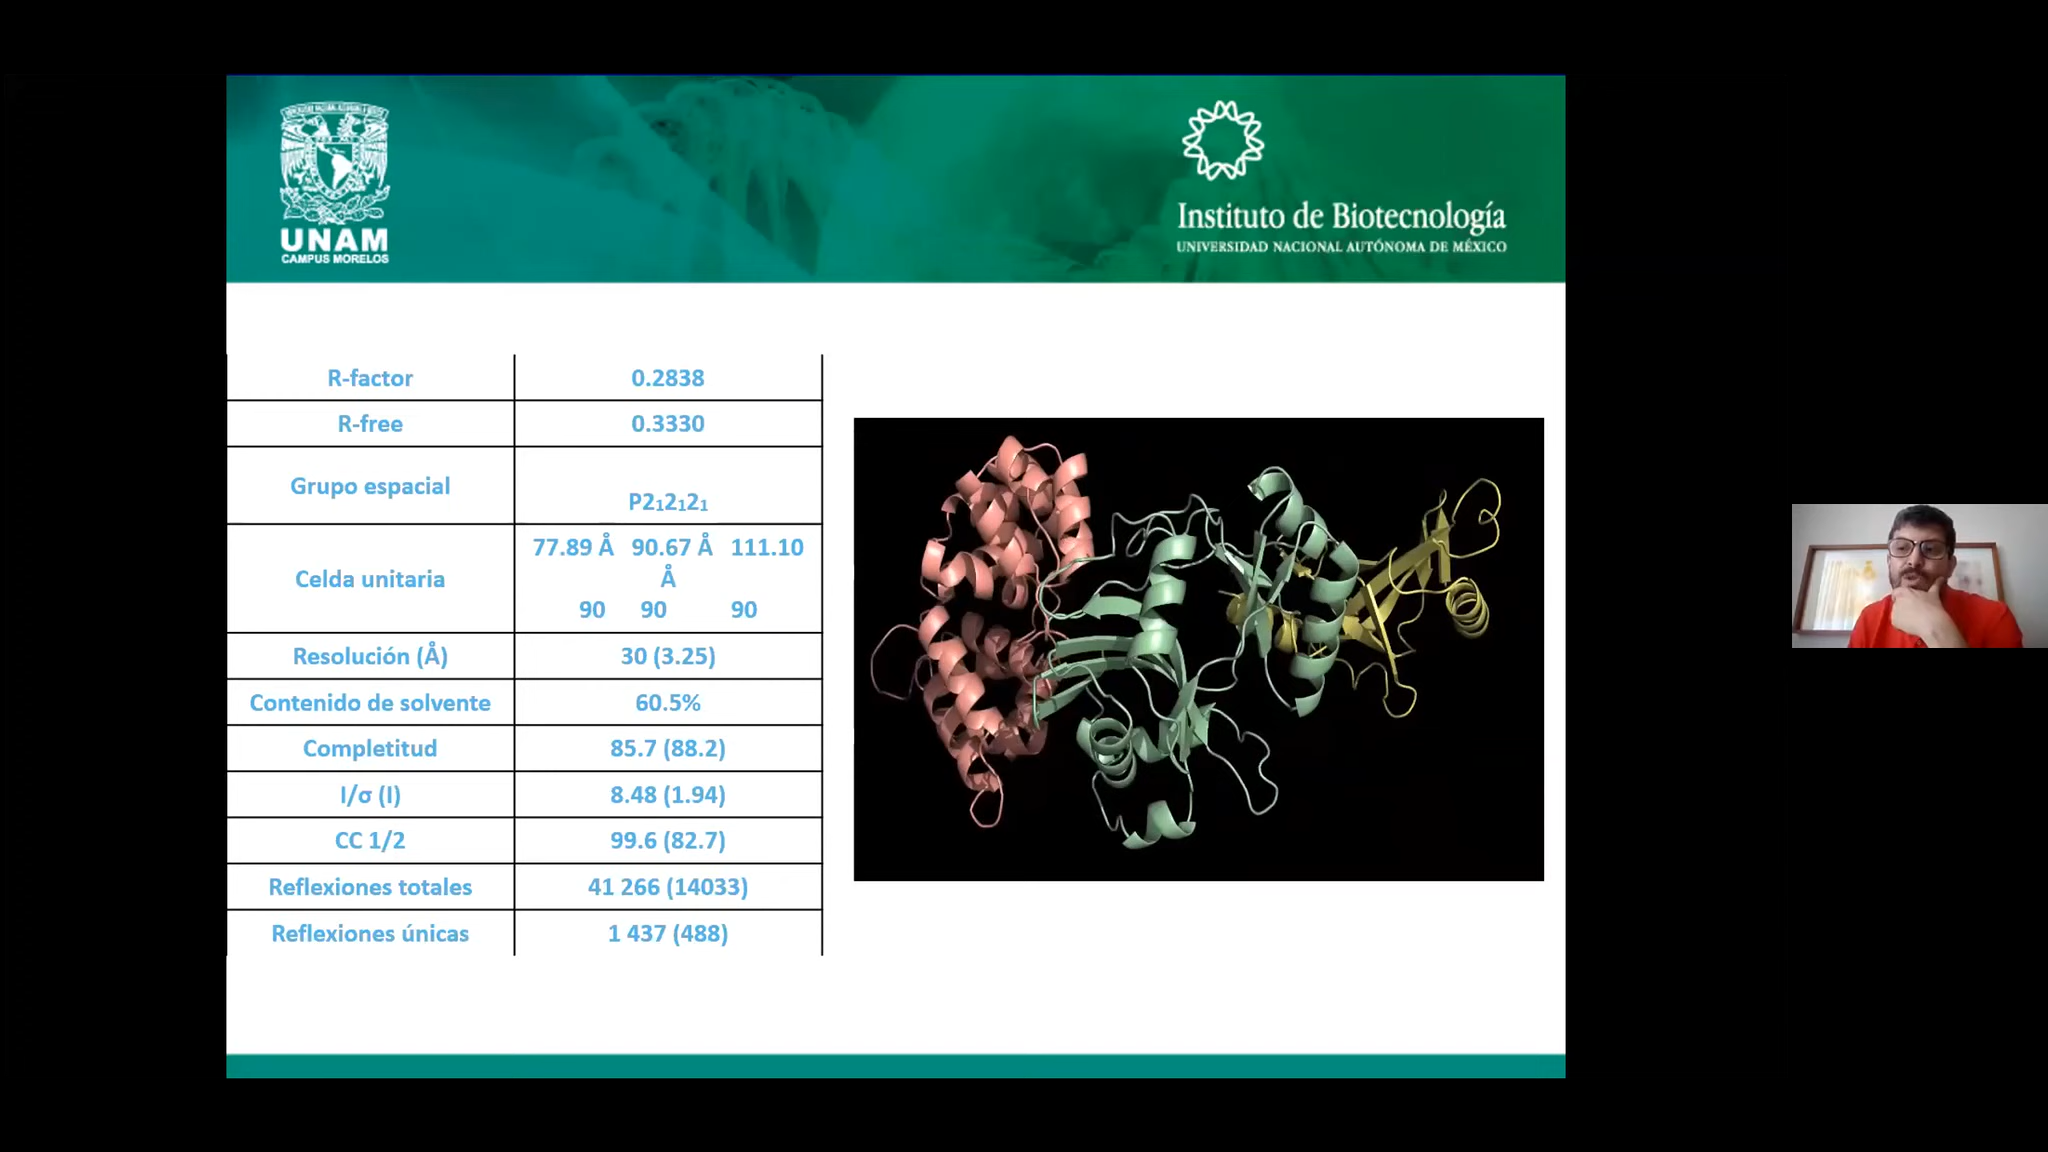 UNAM
CAMPUS MORELOS
Instituto de Biotecnología
UNIVERSIDAD NACIONAL AUTÓNOMA DE MÉXICO
R-factor 0.2838
R-free 0.3330
Grupo espacial P2₁2₁2₁
Celda unitaria 77.89 Å 90.67 Å 111.10
Å
90 90 90
Resolución (Å) 30 (3.25)
Contenido de solvente 60.5%
Completitud 85.7 (88.2)
I/σ (I) 8.48 (1.94)
CC 1/2 99.6 (82.7)
Reflexiones totales 41 266 (14033)
Reflexiones únicas 1 437 (488)